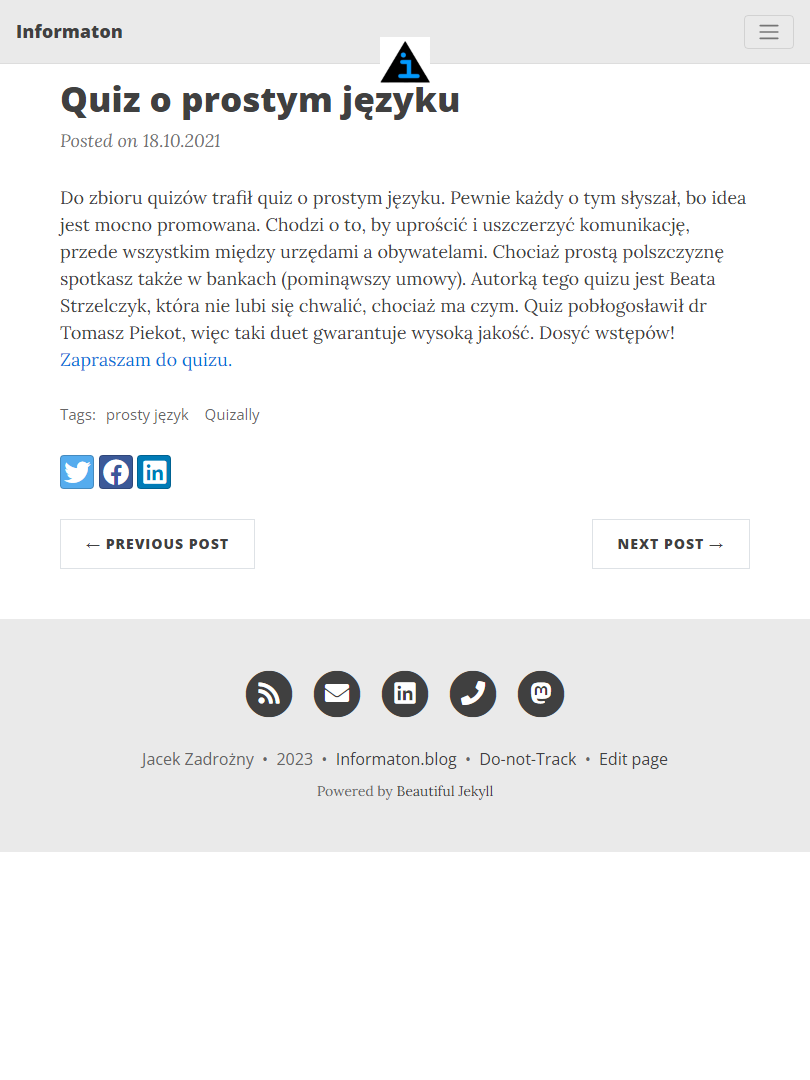 Informaton
Quiz o prostym języku
Posted on 18.10.2021
Do zbioru quizów trafił quiz o prostym języku. Pewnie każdy o tym słyszał, bo idea
jest mocno promowana. Chodzi o to, by uprościć i uszczerzyć komunikację,
przede wszystkim między urzędami a obywatelami. Chociaż prostą polszczyznę
spotkasz także w bankach (pominąwszy umowy). Autorką tego quizu jest Beata
Strzelczyk, która nie lubi się chwalić, chociaż ma czym. Quiz pobłogosławił dr
Tomasz Piekot, więc taki duet gwarantuje wysoką jakość. Dosyć wstępów!
Zapraszam do quizu.
Tags: prosty język Quizally
← PREVIOUS POST
NEXT POST →
Jacek Zadrożny • 2023 • Informaton.blog • Do-not-Track • Edit page
Powered by Beautiful Jekyll